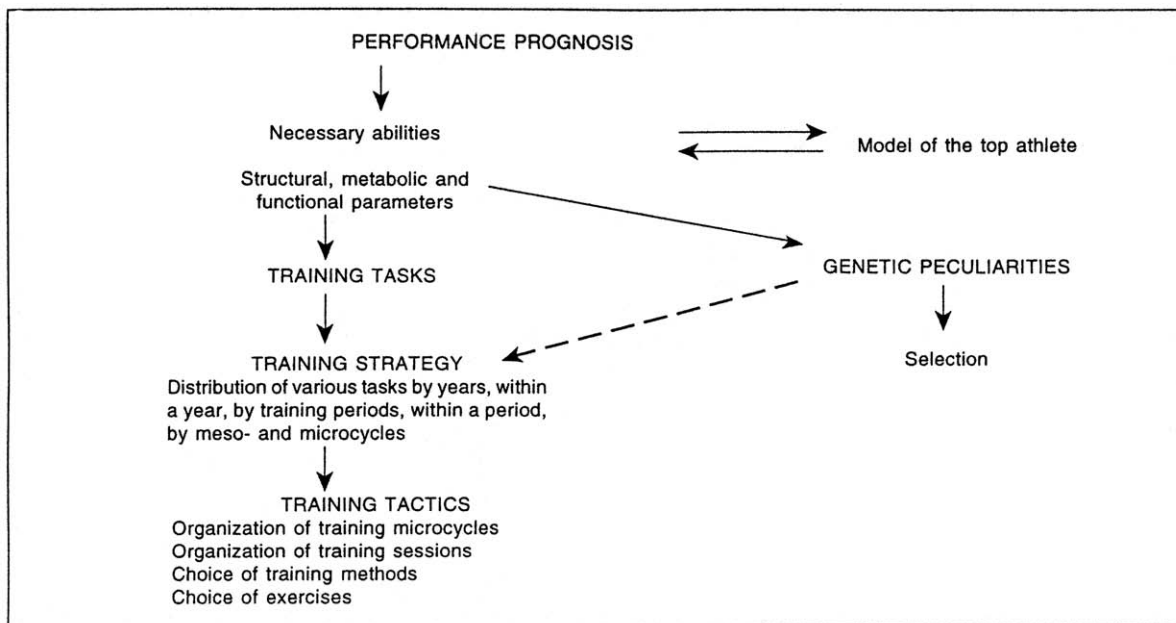 PERFORMANCE PROGNOSIS
Necessary abilities
Model of the top athlete
Structural, metabolic and
functional parameters
GENETIC PECULIARITIES
TRAINING TASKS
Selection
TRAINING STRATEGY
Distribution of various tasks by years, within
a year, by training periods, within a period,
by meso- and microcycles
TRAINING TACTICS
Organization of training microcycles
Organization of training sessions
Choice of training methods
Choice of exercises